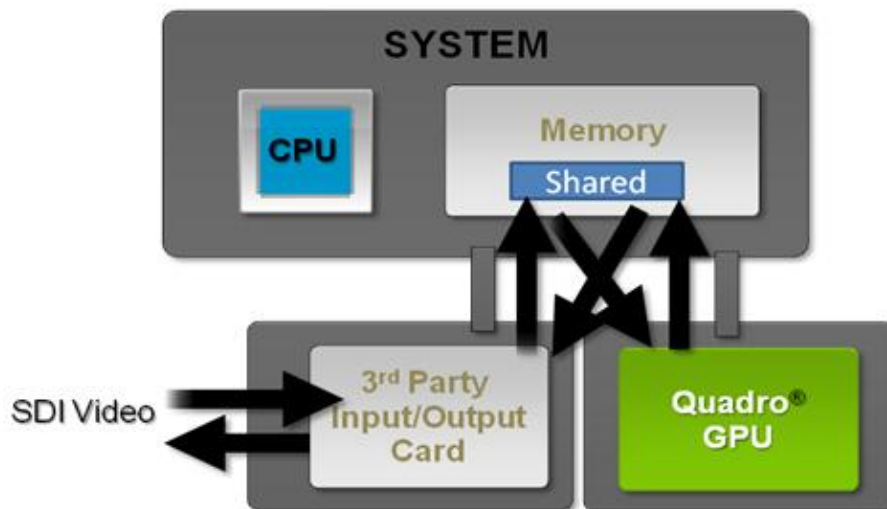 SYSTEM
CPU
Memory
Shared
SDI Video
3rd Party
Input/Output
Card
Quadro®
GPU